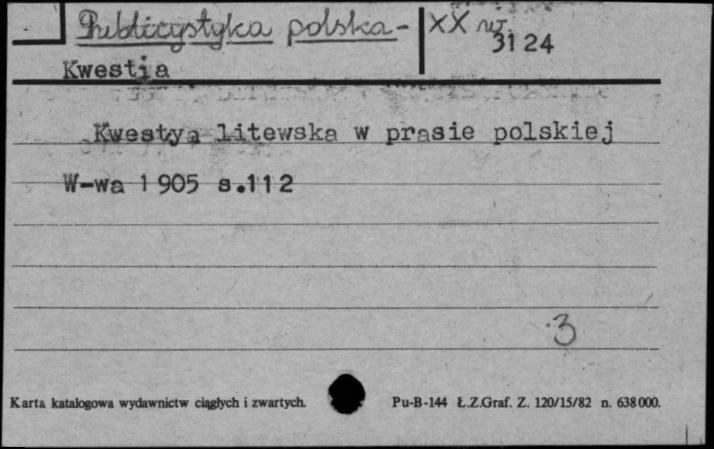 Publicystyka polska - XX w.
3124
Kwestia
Kwestya litewska w prasie polskiej
W-wa 1905 s.112
3
Karta katalogowa wydawnictw ciągłych i zwartych.
Pu-B-144 Ł.Z.Graf. Z. 120/15/82 n. 638000.